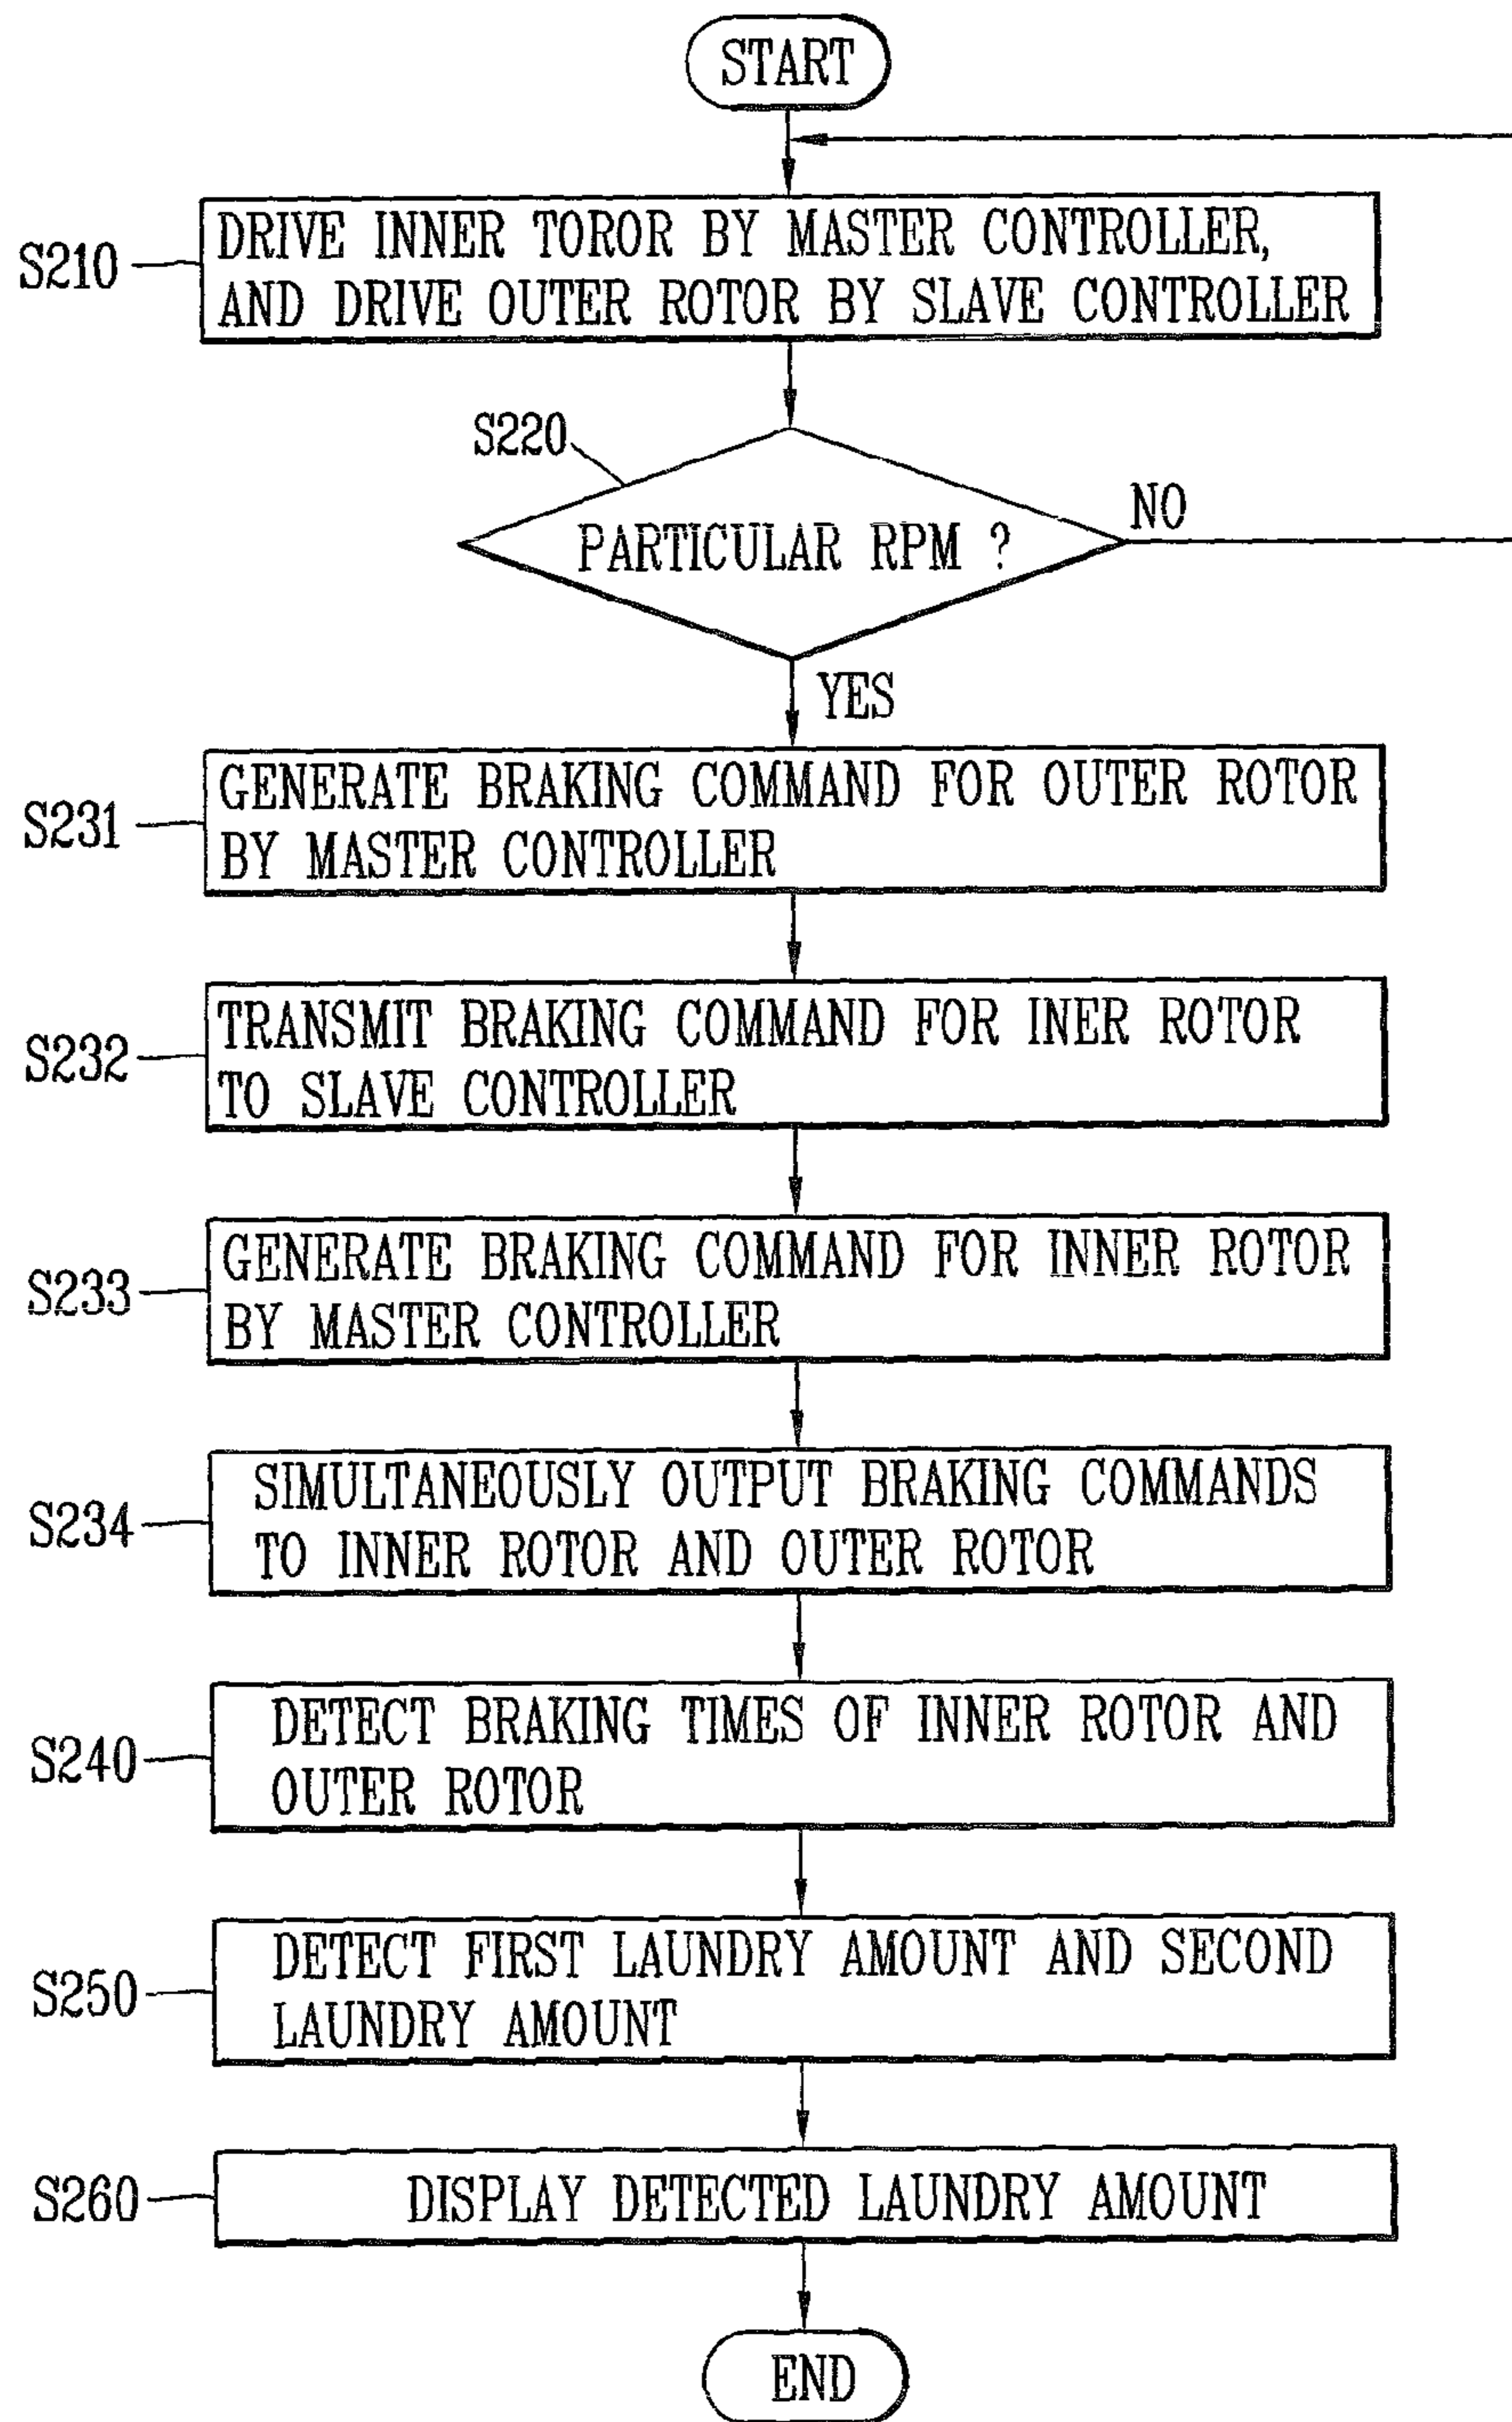 START
S210
DRIVE INNER TOROR BY MASTER CONTROLLER,
AND DRIVE OUTER ROTOR BY SLAVE CONTROLLER
S220
PARTICULAR RPM ?
NO
YES
S231
GENERATE BRAKING COMMAND FOR OUTER ROTOR
BY MASTER CONTROLLER
S232
TRANSMIT BRAKING COMMAND FOR INER ROTOR
TO SLAVE CONTROLLER
S233
GENERATE BRAKING COMMAND FOR INNER ROTOR
BY MASTER CONTROLLER
S234
SIMULTANEOUSLY OUTPUT BRAKING COMMANDS
TO INNER ROTOR AND OUTER ROTOR
S240
DETECT BRAKING TIMES OF INNER ROTOR AND
OUTER ROTOR
S250
DETECT FIRST LAUNDRY AMOUNT AND SECOND
LAUNDRY AMOUNT
S260
DISPLAY DETECTED LAUNDRY AMOUNT
END